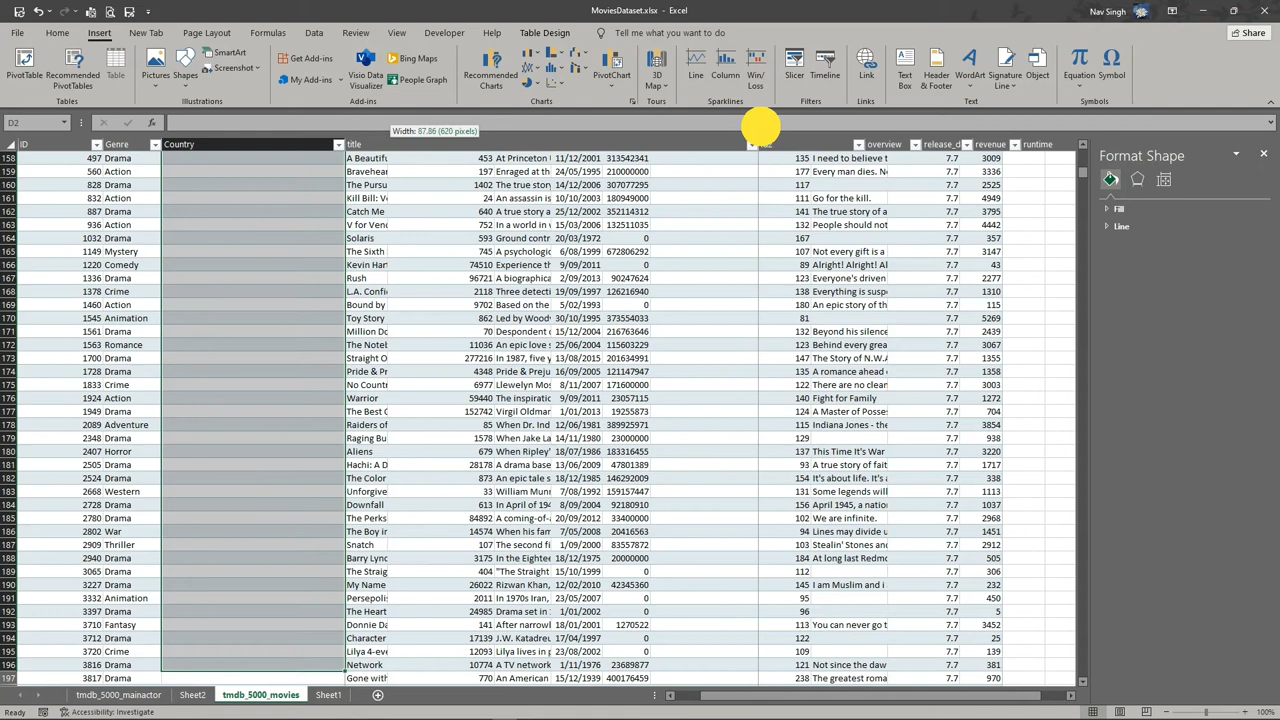 MoviesDataset.xlsx - Excel
Nav Singh
File Home Insert New Tab Page Layout Formulas Data Review View Developer Help Table Design Tell me what you want to do Share
PivotTable Recommended PivotTables Table Pictures Shapes SmartArt Screenshot Get Add-ins My Add-ins Visio Data Visualizer Bing Maps People Graph Recommended Charts PivotChart 3D Map Line Column Win/Loss Slicer Timeline Link Text Box Header & Footer WordArt Signature Line Object Equation Symbol
Tables Illustrations Add-ins Charts Tours Sparklines Filters Links Text Symbols
D2
Width: 87.86 (620 pixels)
ID Genre Country title overview release_d revenue runtime
Format Shape
Fill
Line
158 497 Drama A Beautifu 453 At Princeton 11/12/2001 313542341 135 I need to believe t 7.7 3009
159 560 Action Bravehear 197 Enraged at th 24/05/1995 210000000 177 Every man dies. No 7.7 3336
160 828 Drama The Pursu 1402 The true story 14/12/2006 307077295 117 7.7 2525
161 832 Action Kill Bill: V 24 An assassin is 10/10/2003 180949000 111 Go for the kill. 7.7 4949
162 887 Drama Catch Me 640 A true story a 25/12/2002 352114312 141 The true story of a 7.7 3795
163 936 Action V for Venc 752 In a world in v 15/03/2006 132511035 132 People should not 7.7 4442
164 1032 Drama Solaris 593 Ground contr 20/03/1972 0 167 7.7 357
165 1149 Mystery The Sixth 745 A psychologic 6/08/1999 672806292 107 Not every gift is a 7.7 3147
166 1220 Comedy Kevin Har 74510 Experience th 9/09/2011 0 89 Alright! Alright! Al 7.7 43
167 1336 Drama Rush 96721 A biographical 2/09/2013 90247624 123 Everyone's driven 7.7 2277
168 1378 Crime L.A. Confi 2118 Three detecti 19/09/1997 126216940 138 Everything is suspe 7.7 1310
169 1460 Action Bound by 9702 Based on the 5/02/1993 0 180 An epic story of th 7.7 115
170 1545 Animation Toy Story 862 Led by Woody 30/10/1995 373554033 81 7.7 5269
171 1561 Drama Million Do 70 Despondent 15/12/2004 216763646 132 Beyond his silence 7.7 2439
172 1563 Romance The Noteb 11036 An epic love s 25/06/2004 115603229 123 Behind every great 7.7 3067
173 1700 Drama Straight O 277216 In 1987, five y 13/08/2015 201634991 147 The Story of N.W.A 7.7 1355
174 1728 Drama Pride & Pr 4348 Pride & Preju 16/09/2005 121147947 135 A romance ahead o 7.7 1358
175 1833 Crime No Countr 6977 Llewelyn Mos 8/11/2007 171600000 122 There are no clean 7.7 3003
176 1924 Action Warrior 59440 The inspiratio 9/09/2011 23057115 140 Fight for Family 7.7 1272
177 1949 Drama The Best O 152742 Virgil Oldmar 1/01/2013 19255873 124 A Master of Posses 7.7 704
178 2089 Adventure Raiders of 85 When Dr. Ind 12/06/1981 389925971 115 Indiana Jones - the 7.7 3854
179 2348 Drama Raging Bu 1578 When Jake La 14/11/1980 23000000 129 7.7 938
180 2407 Horror Aliens 679 When Ripley' 18/07/1986 183316455 137 This Time It's War 7.7 3220
181 2505 Drama Hachi: A D 28178 A drama base 13/06/2009 47801389 93 A true story of fait 7.7 1717
182 2524 Drama The Color 873 An epic tale s 18/12/1985 146292009 154 It's about life. It's a 7.7 338
183 2668 Western Unforgive 33 William Munn 7/08/1992 159157447 131 Some legends will 7.7 1113
184 2728 Drama Downfall 613 In April of 194 8/09/2004 92180910 156 April 1945, a nation 7.7 1037
185 2780 Drama The Perks 84892 A coming-of-a 20/09/2012 33400000 102 We are infinite. 7.7 2968
186 2802 War The Boy in 14574 When his fam 7/05/2008 20416563 94 Lines may divide u 7.7 1451
187 2909 Thriller Snatch 107 The second fi 1/09/2000 83557872 103 Stealin' Stones and 7.7 2912
188 2940 Drama Barry Lync 3175 In the Eighte 18/12/1975 20000000 184 At long last Redmo 7.7 505
189 3065 Drama The Straig 404 "The Straight 15/10/1999 0 112 7.7 306
190 3227 Drama My Name 26022 Rizwan Khan, 12/02/2010 42345360 145 I am Muslim and i 7.7 232
191 3332 Animation Persepolis 2011 In 1970s Iran, 23/05/2007 0 95 7.7 450
192 3397 Drama The Heart 24985 Drama set in 1/01/2002 0 96 7.7 5
193 3710 Fantasy Donnie Da 141 After narrowl 18/01/2001 1270522 113 You can never go t 7.7 3452
194 3712 Drama Character 17139 J.W. Katadreu 17/04/1997 0 122 7.7 25
195 3720 Crime Lilya 4-eve 12093 Lilya lives in p 23/08/2002 0 109 7.7 139
196 3816 Drama Network 10774 A TV network 1/11/1976 23689877 121 Not since the daw 7.7 381
197 3817 Drama Gone with 770 An American 15/12/1939 400176459 238 The greatest roma 7.7 970
tmdb_5000_mainactor Sheet2 tmdb_5000_movies Sheet1
Ready Accessibility: Investigate 100%